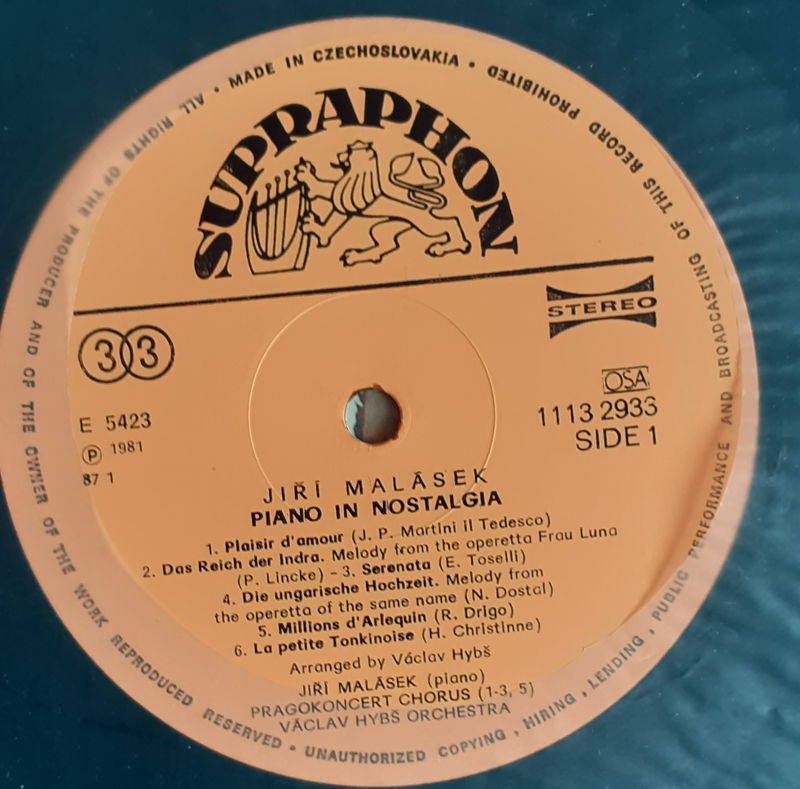 ALL RIGHTS OF THE PRODUCER AND OF THE OWNER OF THE WORK REPRODUCED RESERVED • UNAUTHORIZED COPYING, HIRING, LENDING, PUBLIC PERFORMANCE AND BROADCASTING OF THIS RECORD PROHIBITED • MADE IN CZECHOSLOVAKIA •
SUPRAPHON
33
STEREO
OSA
E 5423
1113 2933
Ⓟ 1981
SIDE 1
87 1
JIŘÍ MALÁSEK
PIANO IN NOSTALGIA
1. Plaisir d'amour (J. P. Martini il Tedesco)
2. Das Reich der Indra. Melody from the operetta Frau Luna
(P. Lincke) – 3. Serenata (E. Toselli)
4. Die ungarische Hochzeit. Melody from
the operetta of the same name (N. Dostal)
5. Millions d'Arlequin (R. Drigo)
6. La petite Tonkinoise (H. Christinne)
Arranged by Václav Hybš
JIŘÍ MALÁSEK (piano)
PRAGOKONCERT CHORUS (1-3, 5)
VÁCLAV HYBŠ ORCHESTRA